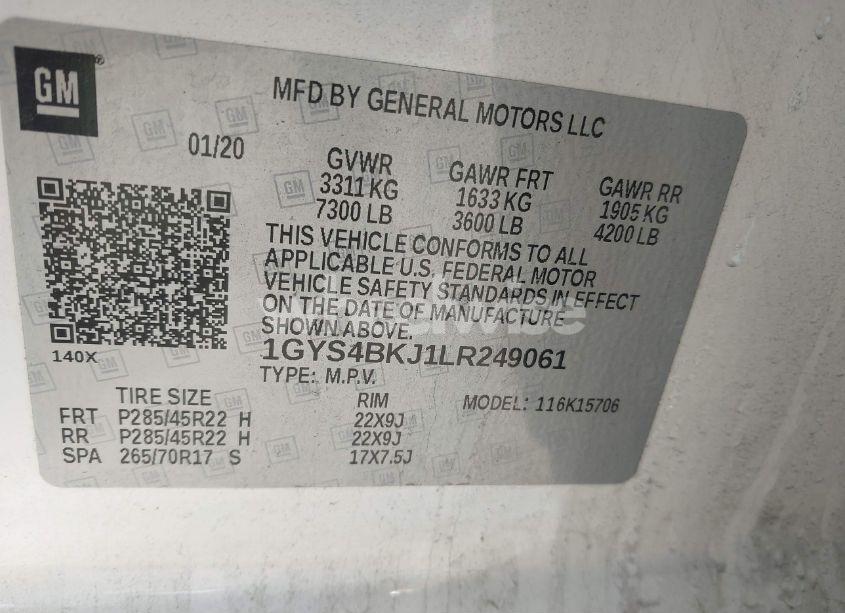 GM
MFD BY GENERAL MOTORS LLC
01/20
GVWR GAWR FRT GAWR RR
3311 KG 1633 KG 1905 KG
7300 LB 3600 LB 4200 LB
THIS VEHICLE CONFORMS TO ALL
APPLICABLE U.S. FEDERAL MOTOR
VEHICLE SAFETY STANDARDS IN EFFECT
ON THE DATE OF MANUFACTURE
SHOWN ABOVE.
1GYS4BKJ1LR249061
140X
TYPE: M.P.V.
TIRE SIZE RIM MODEL: 116K15706
FRT P285/45R22 H 22X9J
RR P285/45R22 H 22X9J
SPA 265/70R17 S 17X7.5J